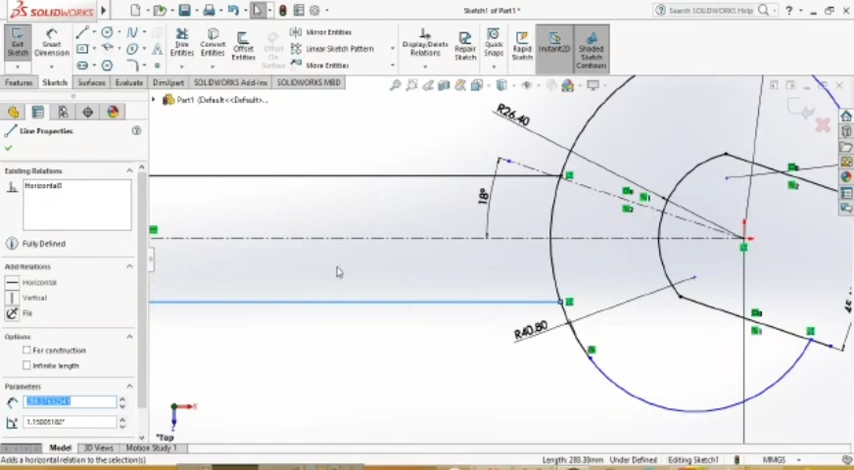 SOLIDWORKS
Sketch1 of Part1 *
Search SOLIDWORKS Help
Exit Sketch
Smart Dimension
Trim Entities
Convert Entities
Offset Entities
Offset On Surface
Mirror Entities
Linear Sketch Pattern
Move Entities
Display/Delete Relations
Repair Sketch
Quick Snaps
Rapid Sketch
Instant2D
Shaded Sketch Contours
Features
Sketch
Surfaces
Evaluate
DimXpert
SOLIDWORKS Add-Ins
SOLIDWORKS MBD
Part1 (Default<<Default>...
Line Properties
Existing Relations
Fully Defined
Add Relations
Horizontal
Vertical
Fix
Options
For construction
Infinite length
Parameters
R26.40
18°
R40.80
*Top
Model
3D Views
Motion Study 1
Adds a horizontal relation to the selection(s)
Under Defined
Editing Sketch1
MMGS